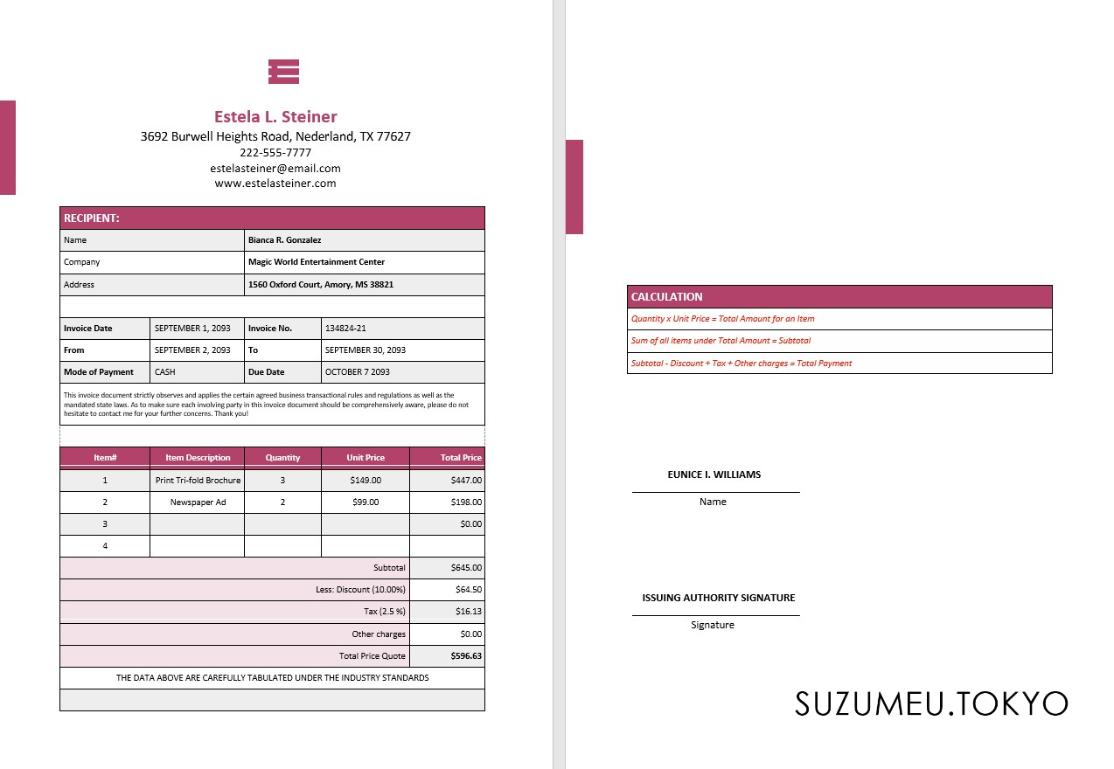 Estela L. Steiner
3692 Burwell Heights Road, Nederland, TX 77627
222-555-7777
estelasteiner@email.com
www.estelasteiner.com
RECIPIENT:
Name Bianca R. Gonzalez
Company Magic World Entertainment Center
Address 1560 Oxford Court, Amory, MS 38821
Invoice Date SEPTEMBER 1, 2093 Invoice No. 134824-21
From SEPTEMBER 2, 2093 To SEPTEMBER 30, 2093
Mode of Payment CASH Due Date OCTOBER 7 2093
This invoice document strictly observes and applies the certain agreed business transactional rules and regulations as well as the
mandated state laws. As to make sure each involving party in this invoice document should be comprehensively aware, please do not
hesitate to contact me for your further concerns. Thank you!
Item# Item Description Quantity Unit Price Total Price
1 Print Tri-fold Brochure 3 $149.00 $447.00
2 Newspaper Ad 2 $99.00 $198.00
3 $0.00
4
Subtotal $645.00
Less: Discount (10.00%) $64.50
Tax (2.5 %) $16.13
Other charges $0.00
Total Price Quote $596.63
THE DATA ABOVE ARE CAREFULLY TABULATED UNDER THE INDUSTRY STANDARDS
CALCULATION
Quantity x Unit Price = Total Amount for an Item
Sum of all items under Total Amount = Subtotal
Subtotal - Discount + Tax + Other charges = Total Payment
EUNICE I. WILLIAMS
Name
ISSUING AUTHORITY SIGNATURE
Signature
SUZUMEU.TOKYO